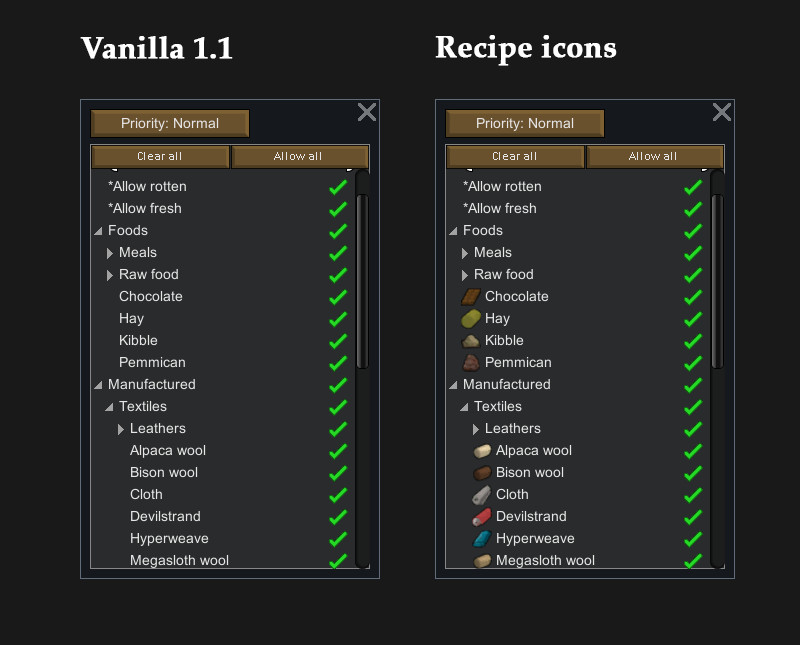 Vanilla 1.1
Priority: Normal
Clear all Allow all
*Allow rotten
*Allow fresh
Foods
Meals
Raw food
Chocolate
Hay
Kibble
Pemmican
Manufactured
Textiles
Leathers
Alpaca wool
Bison wool
Cloth
Devilstrand
Hyperweave
Megasloth wool
Recipe icons
Priority: Normal
Clear all Allow all
*Allow rotten
*Allow fresh
Foods
Meals
Raw food
Chocolate
Hay
Kibble
Pemmican
Manufactured
Textiles
Leathers
Alpaca wool
Bison wool
Cloth
Devilstrand
Hyperweave
Megasloth wool